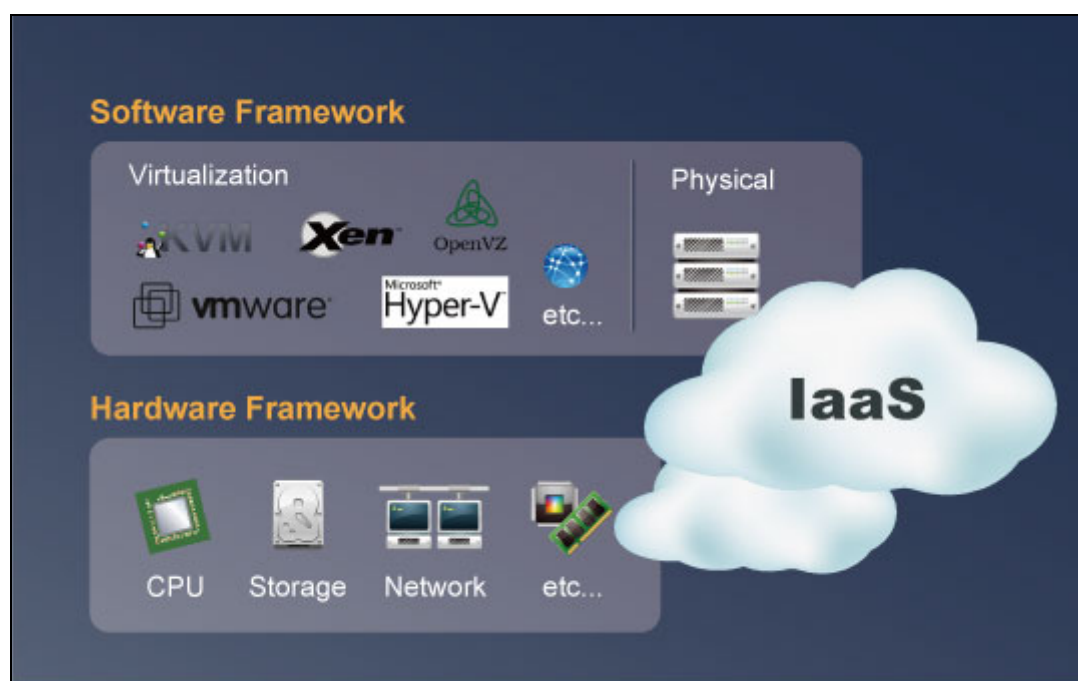 Software Framework
Virtualization
Physical
KVM
Xen
OpenVZ
vmware
Microsoft
Hyper-V
etc...
IaaS
Hardware Framework
CPU
Storage
Network
etc...